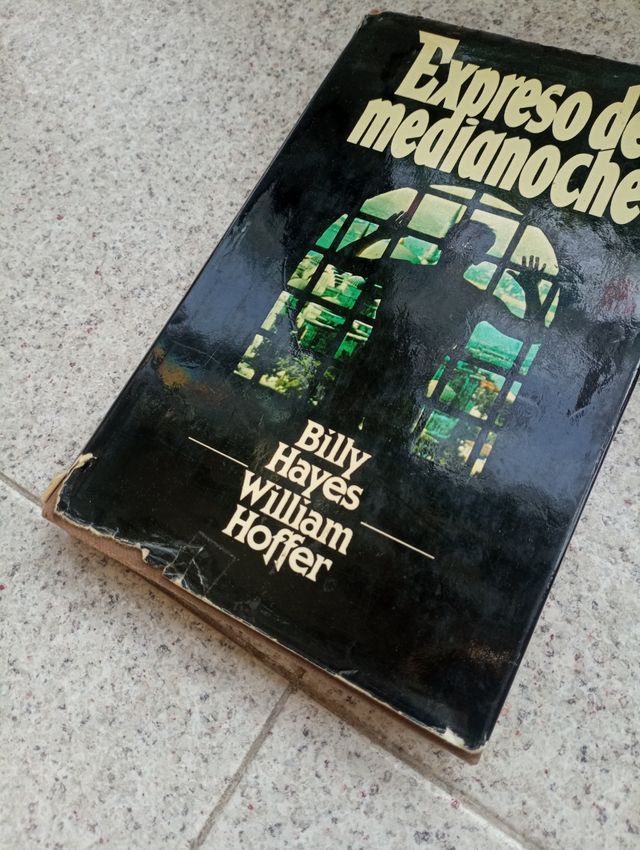 Expreso de
medianoche
Billy
Hayes
William
Hoffer